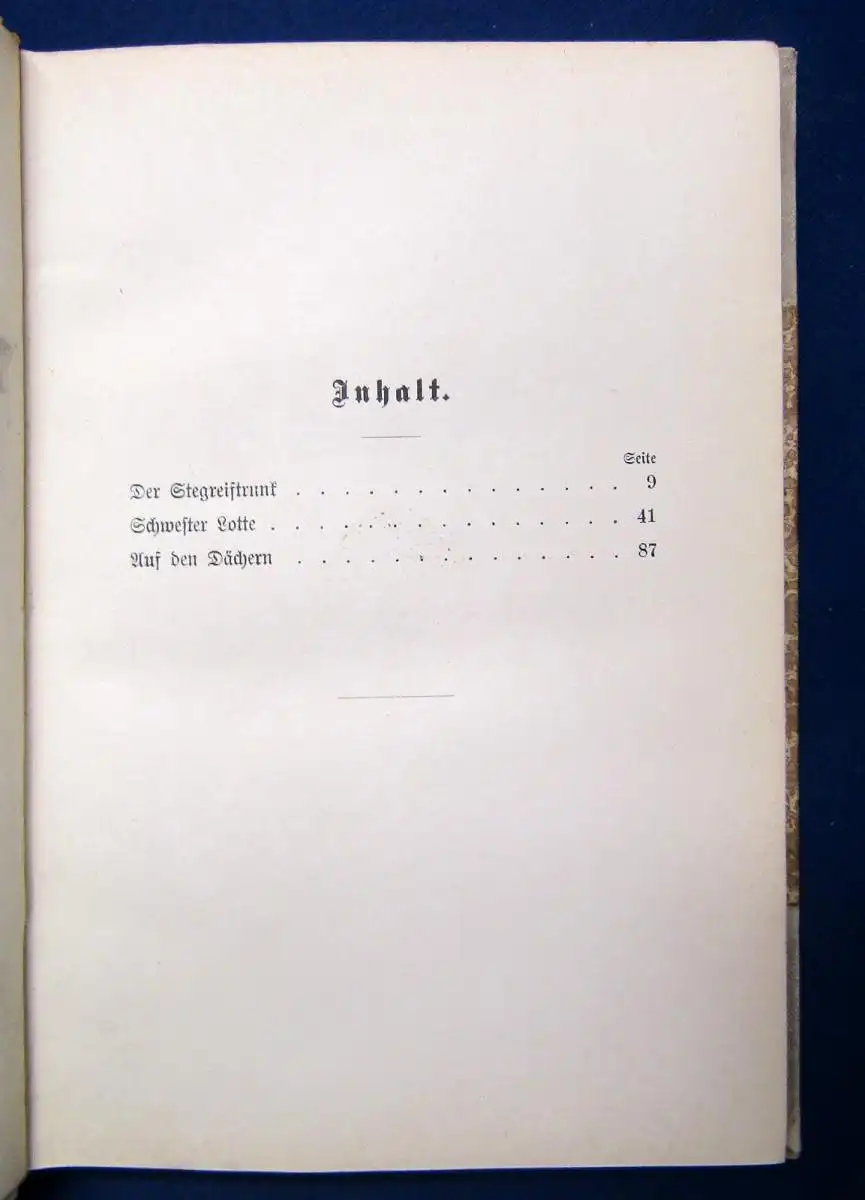 Inhalt.
Seite
Der Stegreiftrunk . . . . . . . . . . . . . . 9
Schwester Lotte . . . . . . . . . . . . . . . 41
Auf den Dächern . . . . . . . . . . . . . . 87